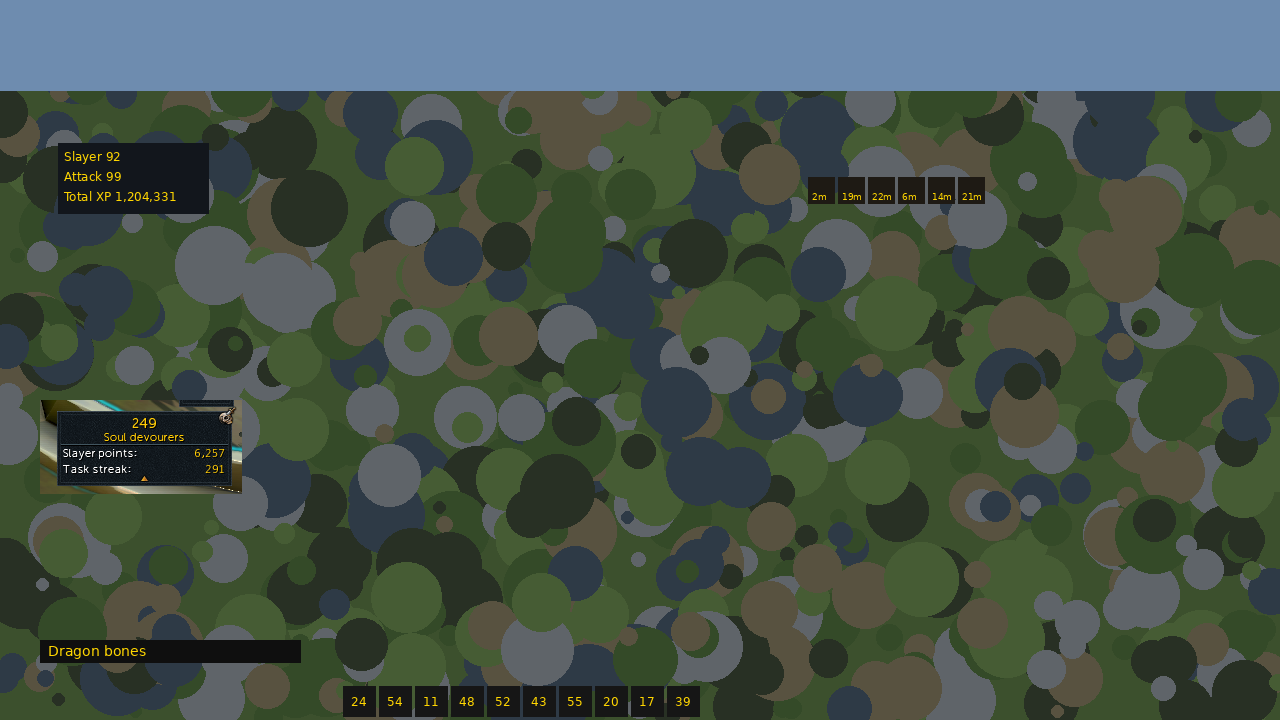 Slayer 92
Attack 99
Total XP 1,204,331
2m 19m 22m 6m 14m 21m
249
Soul devourers
Slayer points: 6,257
Task streak: 291
Dragon bones
24 54 11 48 52 43 55 20 17 39